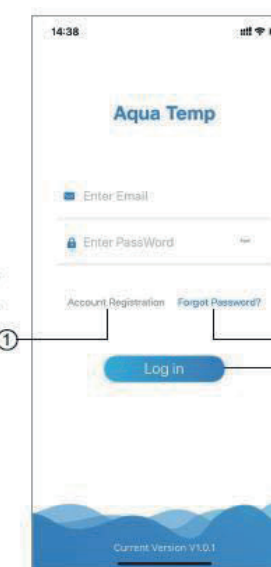 14:38
Aqua Temp
Enter Email
Enter PassWord
Account Registration Forgot Password?
1
Log in
Current Version V1.0.1